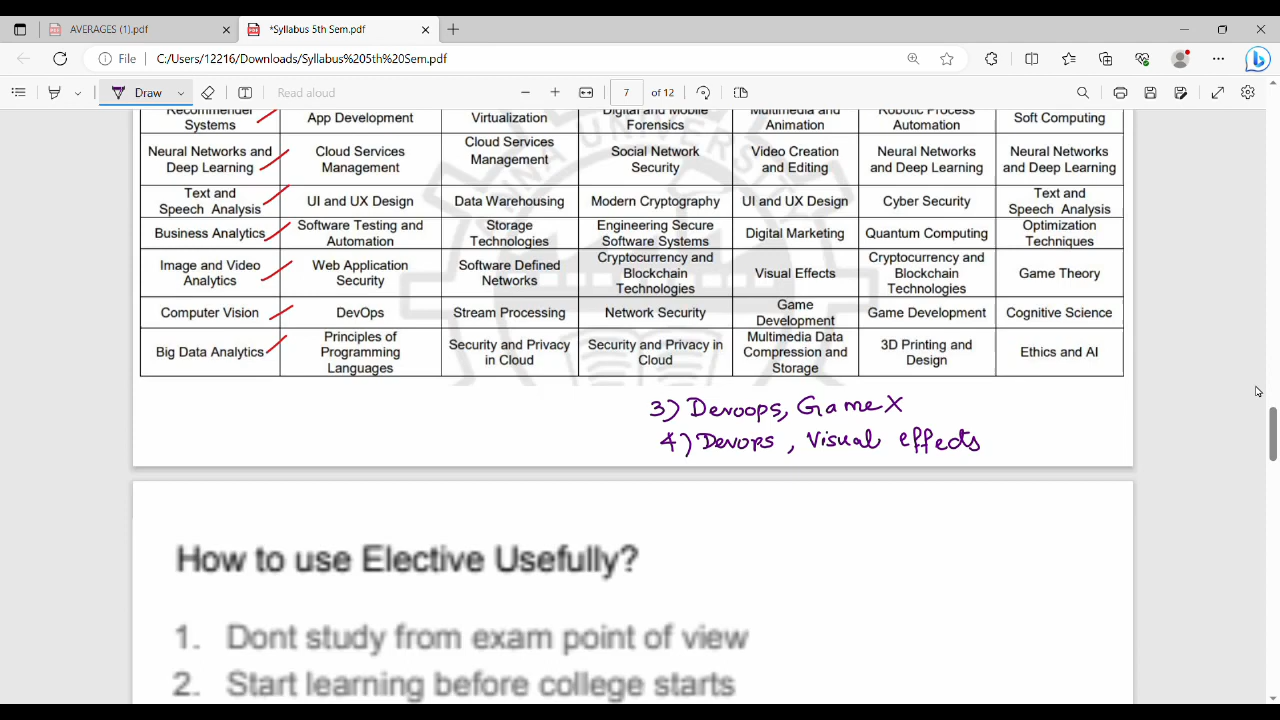 AVERAGES (1).pdf
*Syllabus 5th Sem.pdf
File
C:/Users/12216/Downloads/Syllabus%205th%20Sem.pdf
Draw
Read aloud
7
of 12
Recommender
Systems
App Development
Virtualization
Digital and Mobile
Forensics
Multimedia and
Animation
Robotic Process
Automation
Soft Computing
Neural Networks and
Deep Learning
Cloud Services
Management
Cloud Services
Management
Social Network
Security
Video Creation
and Editing
Neural Networks
and Deep Learning
Neural Networks
and Deep Learning
Text and
Speech Analysis
UI and UX Design
Data Warehousing
Modern Cryptography
UI and UX Design
Cyber Security
Text and
Speech Analysis
Business Analytics
Software Testing and
Automation
Storage
Technologies
Engineering Secure
Software Systems
Digital Marketing
Quantum Computing
Optimization
Techniques
Image and Video
Analytics
Web Application
Security
Software Defined
Networks
Cryptocurrency and
Blockchain
Technologies
Visual Effects
Cryptocurrency and
Blockchain
Technologies
Game Theory
Computer Vision
DevOps
Stream Processing
Network Security
Game
Development
Game Development
Cognitive Science
Big Data Analytics
Principles of
Programming
Languages
Security and Privacy
in Cloud
Security and Privacy in
Cloud
Multimedia Data
Compression and
Storage
3D Printing and
Design
Ethics and AI
3) Devoops, Game X
4) Devops , Visual effects
How to use Elective Usefully?
1. Dont study from exam point of view
2. Start learning before college starts